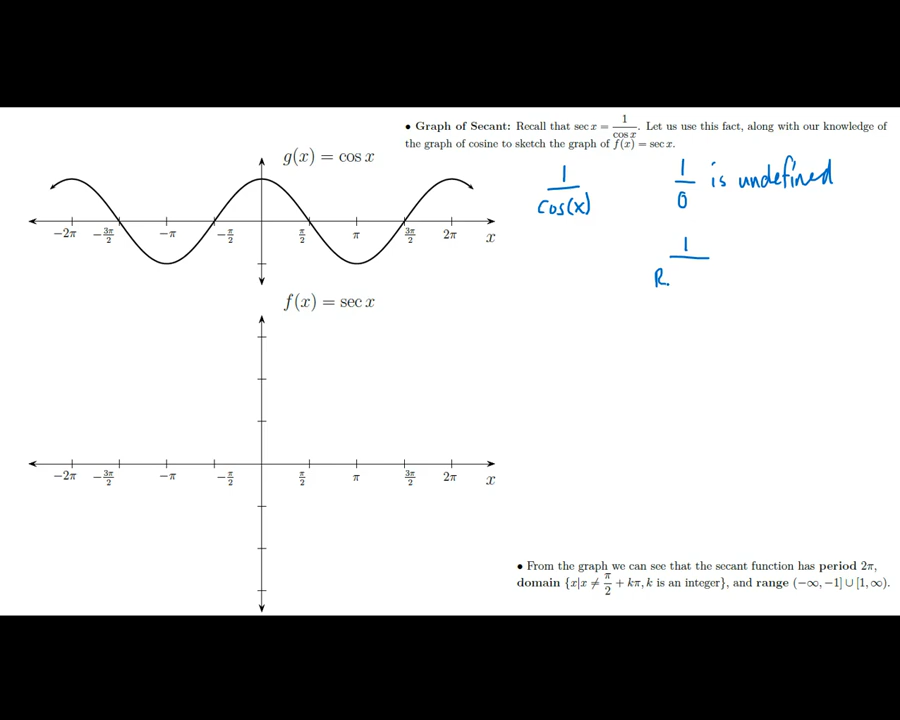 • Graph of Secant: Recall that sec x = 1/cos x. Let us use this fact, along with our knowledge of
the graph of cosine to sketch the graph of f(x) = sec x.
g(x) = cos x
1/cos(x)
1/0 is undefined
−2π −3π/2 −π −π/2 π/2 π 3π/2 2π x
1/
R.
f(x) = sec x
−2π −3π/2 −π −π/2 π/2 π 3π/2 2π x
• From the graph we can see that the secant function has period 2π,
domain {x|x ≠ π/2 + kπ, k is an integer}, and range (−∞, −1] ∪ [1, ∞).